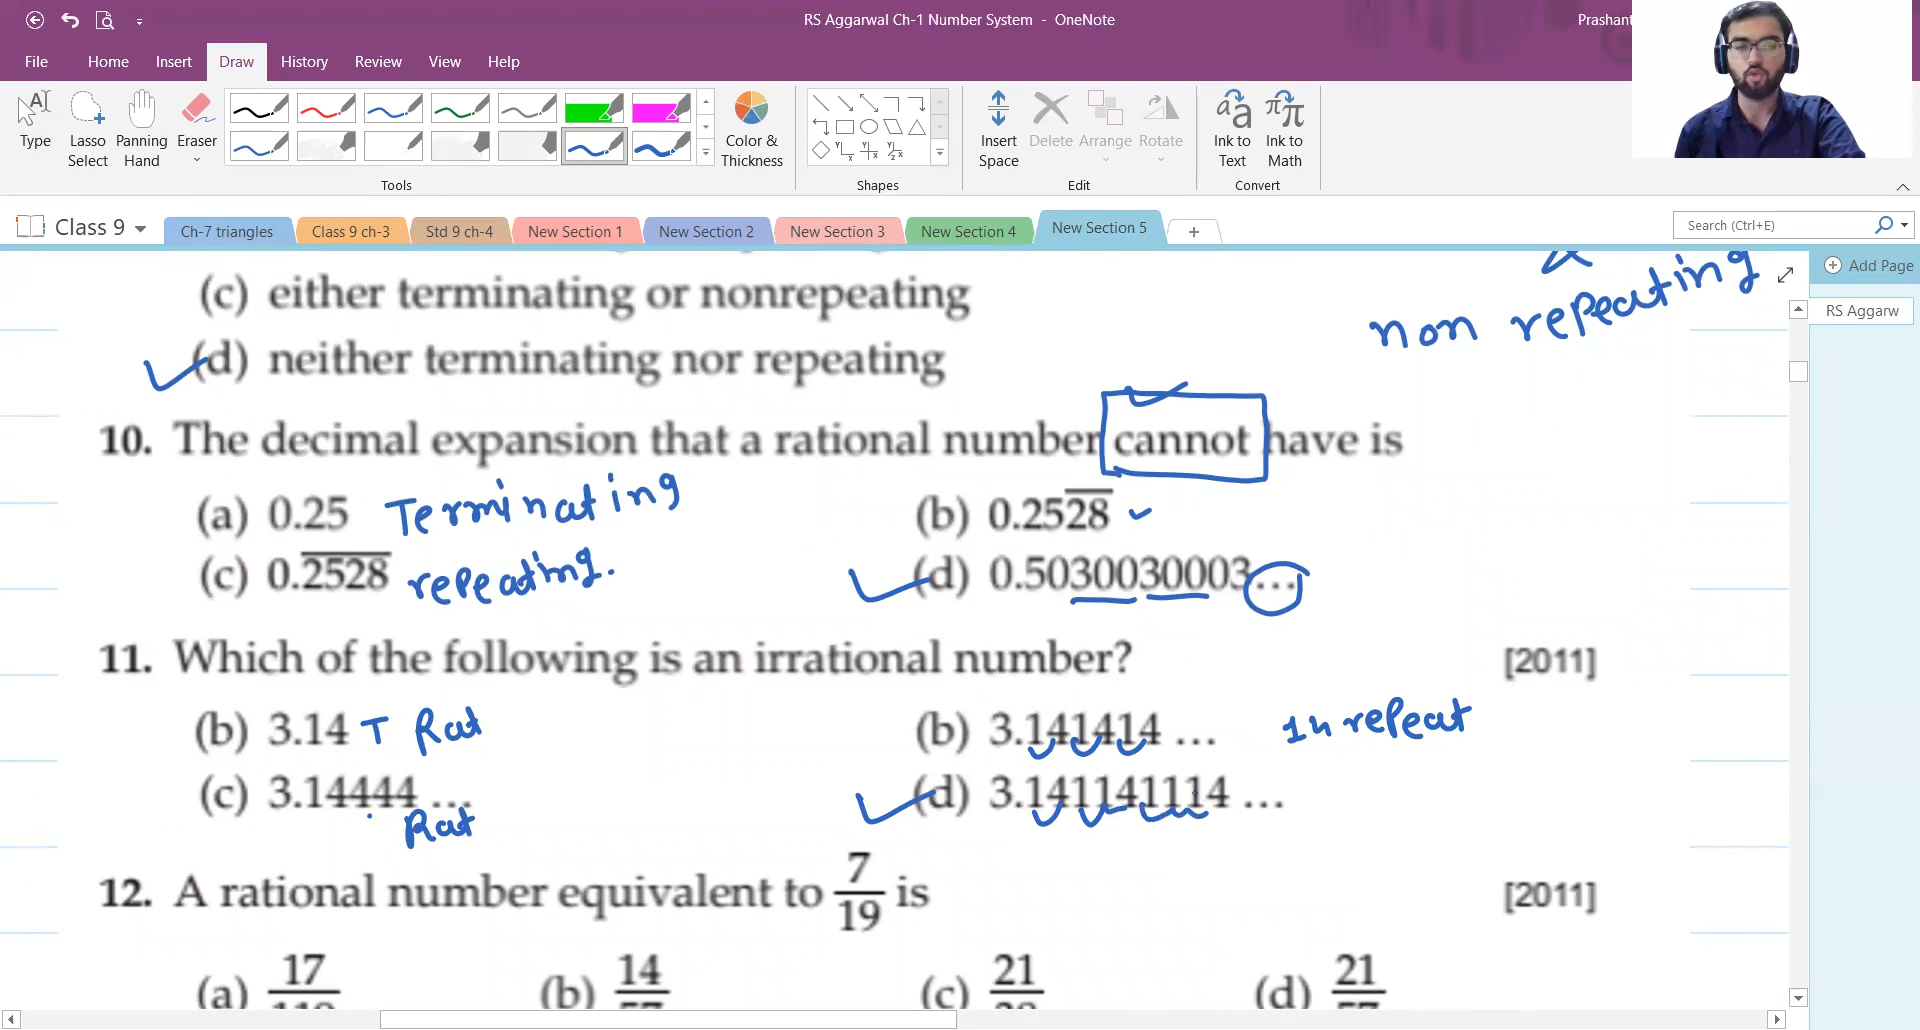 RS Aggarwal Ch-1 Number System - OneNote
Prashant
File Home Insert Draw History Review View Help
Type
Lasso Select
Panning Hand
Eraser
Color & Thickness
Insert Space
Delete
Arrange
Rotate
Ink to Text
Ink to Math
Tools
Shapes
Edit
Convert
Class 9
Ch-7 triangles
Class 9 ch-3
Std 9 ch-4
New Section 1
New Section 2
New Section 3
New Section 4
New Section 5
Search (Ctrl+E)
Add Page
RS Aggarw
(c) either terminating or nonrepeating
non repeating
(d) neither terminating nor repeating
10. The decimal expansion that a rational number cannot have is
(a) 0.25 Terminating
(b) 0.25\overline{28}
(c) 0.\overline{2528} repeating.
(d) 0.5030030003...
11. Which of the following is an irrational number? [2011]
(b) 3.14 T Rat
(b) 3.141414 ... 14 repeat
(c) 3.14444 ... Rat
(d) 3.141141114 ...
12. A rational number equivalent to 7/19 is [2011]
(a) 17
(b) 14
(c) 21
(d) 21